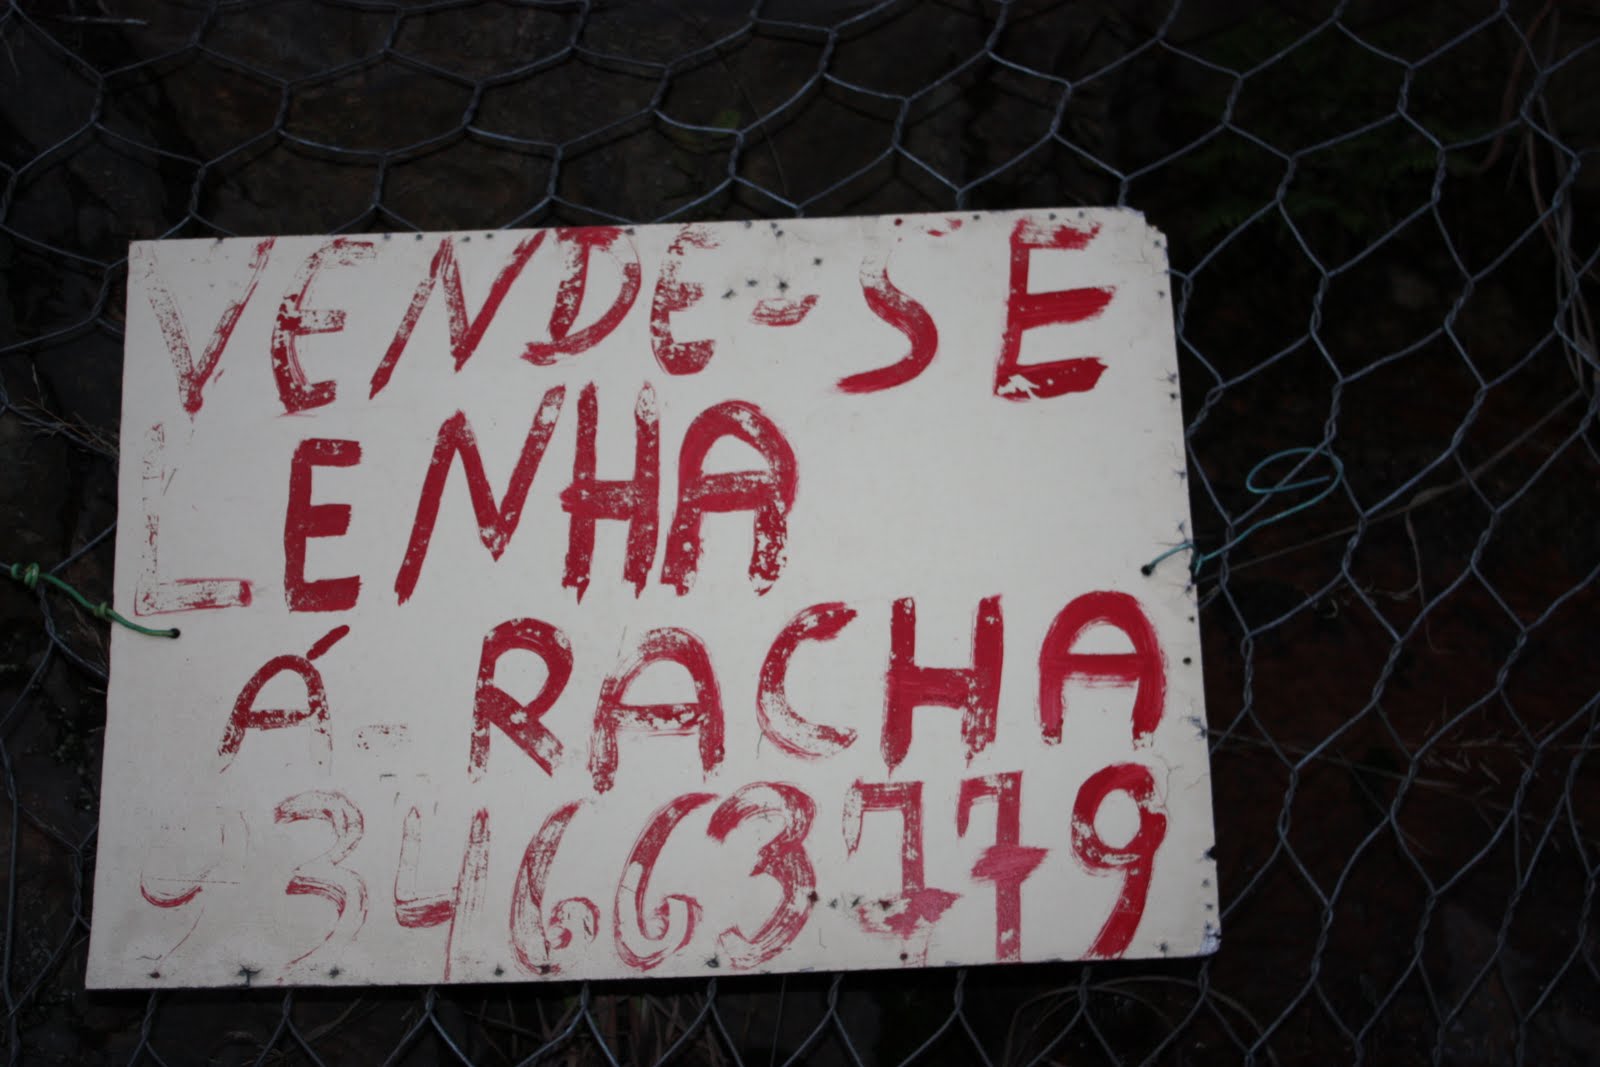 VENDE-SE
LENHA
Á-RACHA
934663779